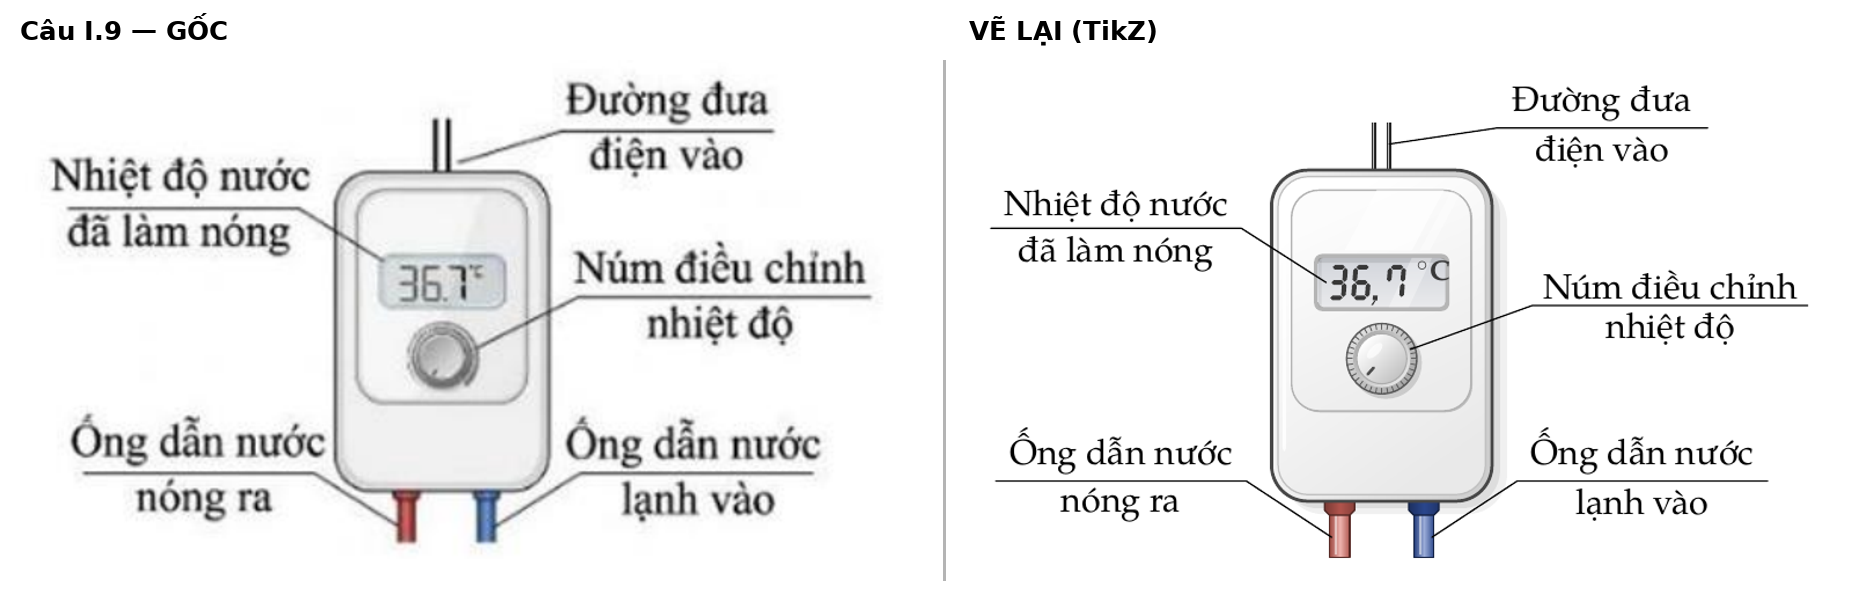 Câu I.9 — GỐC
Đường đưa
điện vào
Nhiệt độ nước
đã làm nóng
36.7°C
Núm điều chỉnh
nhiệt độ
Ống dẫn nước
nóng ra
Ống dẫn nước
lạnh vào
VẼ LẠI (TikZ)
Đường đưa
điện vào
Nhiệt độ nước
đã làm nóng
36,7 °C
Núm điều chỉnh
nhiệt độ
Ống dẫn nước
nóng ra
Ống dẫn nước
lạnh vào